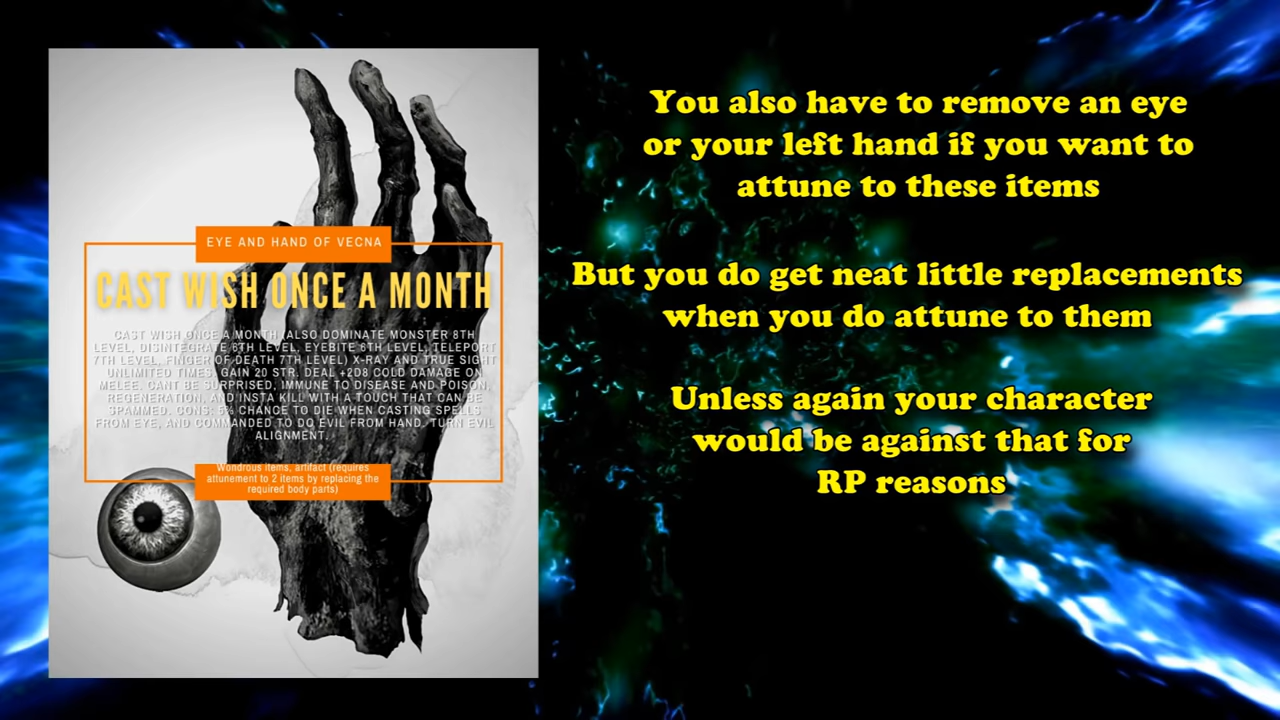 EYE AND HAND OF VECNA
CAST WISH ONCE A MONTH
CAST WISH ONCE A MONTH (ALSO DOMINATE MONSTER 8TH
LEVEL, DISINTEGRATE 6TH LEVEL, EYEBITE 6TH LEVEL, TELEPORT
7TH LEVEL, FNIGER OF DEATH 7TH LEVEL) X-RAY AND TRUE SIGHT
UNLIMITED TIMES. GAIN 20 STR. DEAL +2D8 COLD DAMAGE ON
MELEE. CANT BE SURPRISED, IMMUNE TO DISEASE AND POISON,
REGENERATION, AND INSTA KILL WITH A TOUCH THAT CAN BE
SPAMMED. CONS: 5% CHANCE TO DIE WHEN CASTING SPELLS
FROM EYE, AND COMMANDED TO DO EVIL FROM HAND. TURN EVIL
ALIGNMENT.
Wondrous items, artifact (requires
attunement to 2 items by replacing the
required body parts)
You also have to remove an eye
or your left hand if you want to
attune to these items
But you do get neat little replacements
when you do attune to them
Unless again your character
would be against that for
RP reasons